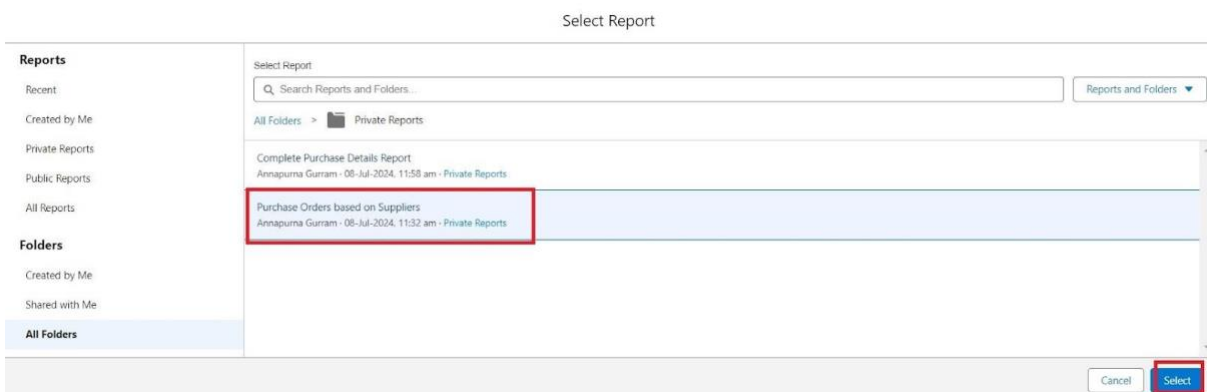 Select Report
Reports
Recent
Created by Me
Private Reports
Public Reports
All Reports
Folders
Created by Me
Shared with Me
All Folders
Select Report
Search Reports and Folders...
Reports and Folders
All Folders > Private Reports
Complete Purchase Details Report
Annapurna Gurram · 08-Jul-2024, 11:58 am · Private Reports
Purchase Orders based on Suppliers
Annapurna Gurram · 08-Jul-2024, 11:32 am · Private Reports
Cancel
Select